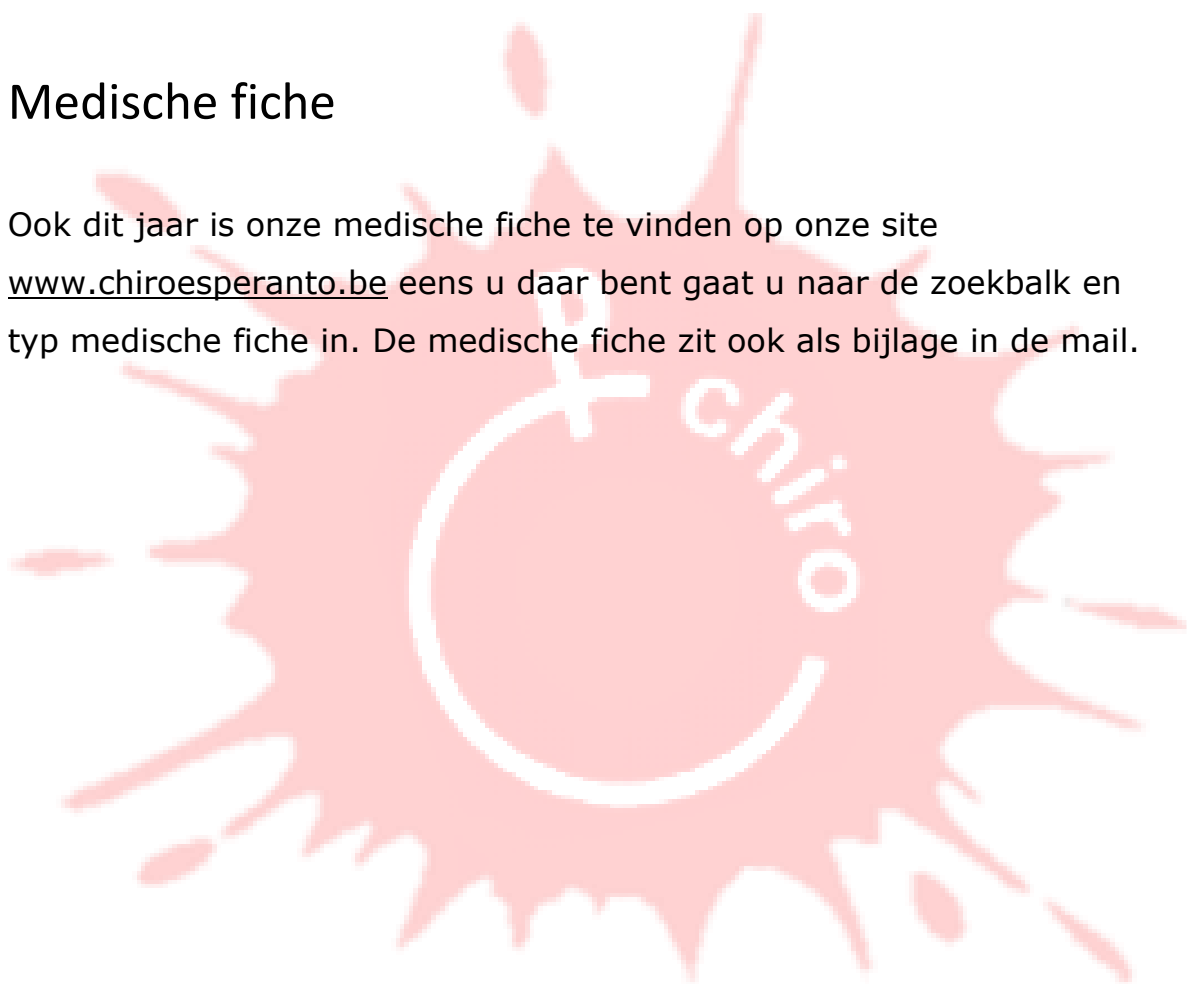 Medische fiche
Ook dit jaar is onze medische fiche te vinden op onze site
www.chiroesperanto.be eens u daar bent gaat u naar de zoekbalk en
typ medische fiche in. De medische fiche zit ook als bijlage in de mail.
chiro